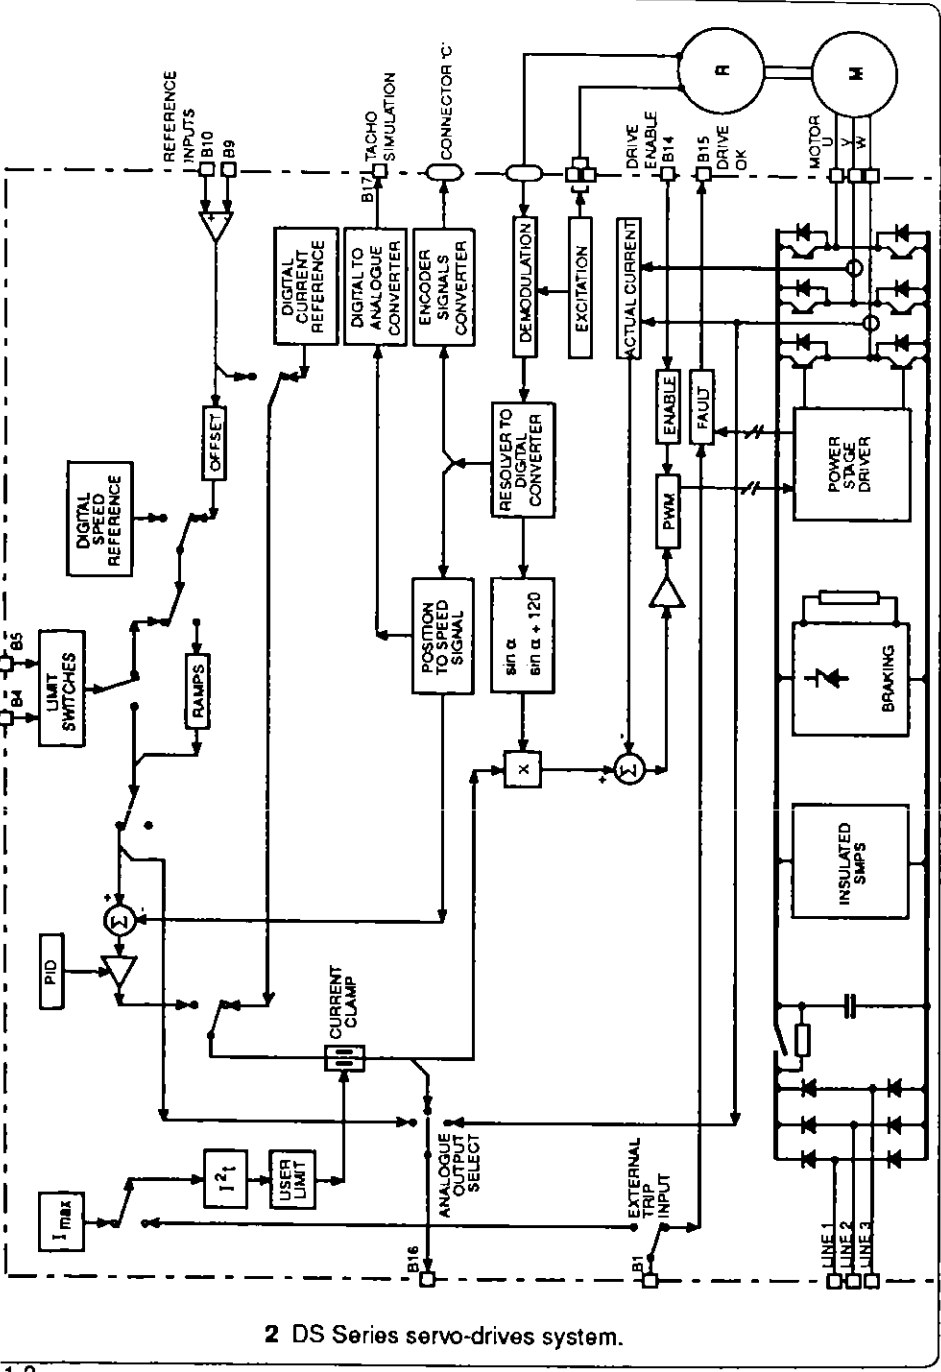 REFERENCE
INPUTS
B10
B9
B17
TACHO
SIMULATION
CONNECTOR 'C'
DRIVE
ENABLE
B14
B15
DRIVE
OK
R
M
MOTOR
U
V
W
DIGITAL
CURRENT
REFERENCE
DIGITAL TO
ANALOGUE
CONVERTER
ENCODER
SIGNALS
CONVERTER
DEMODULATION
EXCITATION
ACTUAL CURRENT
+
-
OFFSET
DIGITAL
SPEED
REFERENCE
RESOLVER TO
DIGITAL
CONVERTER
ENABLE
FAULT
PWM
POWER
STAGE
DRIVER
B5
B4
LIMIT
SWITCHES
RAMPS
POSITION
TO SPEED
SIGNAL
sin α
sin α + 120
BRAKING
X
+
-
Σ
INSULATED
SMPS
+
-
Σ
PID
CURRENT
CLAMP
I max
I²t
USER
LIMIT
ANALOGUE
OUTPUT
SELECT
EXTERNAL
TRIP
INPUT
B16
B1
LINE 1
LINE 2
LINE 3
2 DS Series servo-drives system.